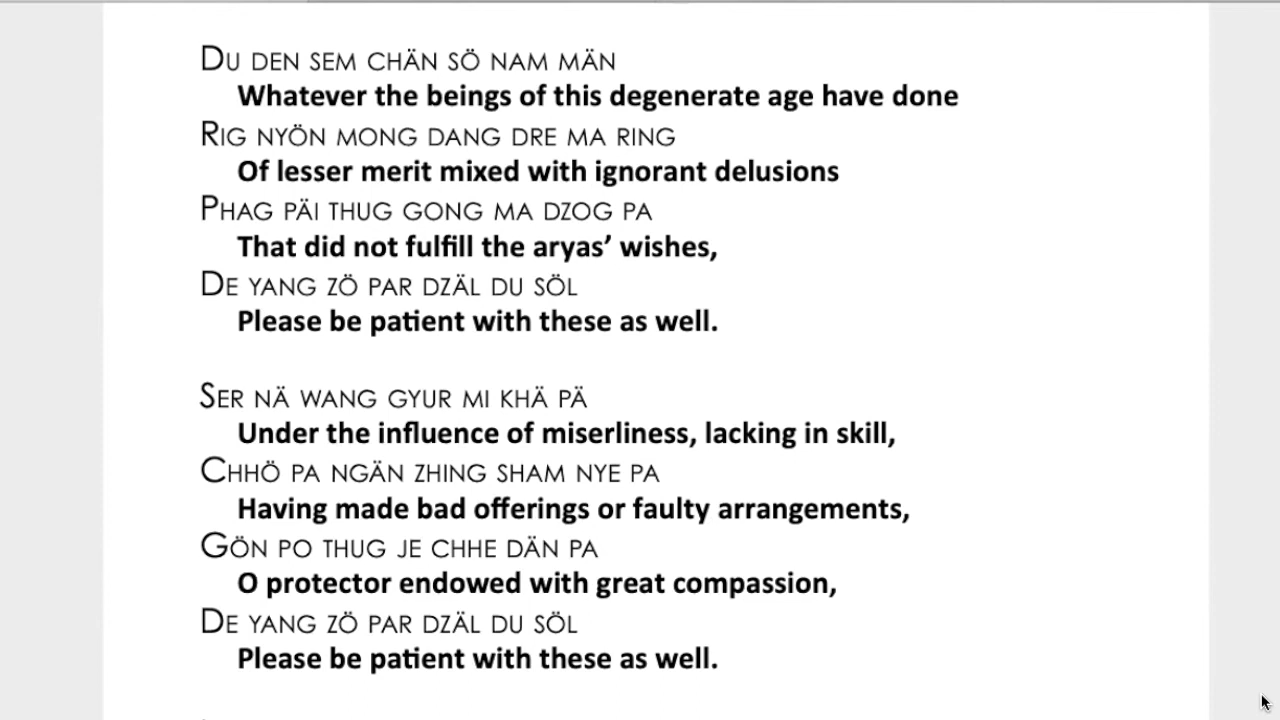 DU DEN SEM CHÄN SÖ NAM MÄN
Whatever the beings of this degenerate age have done
RIG NYÖN MONG DANG DRE MA RING
Of lesser merit mixed with ignorant delusions
PHAG PÄI THUG GONG MA DZOG PA
That did not fulfill the aryas’ wishes,
DE YANG ZÖ PAR DZÄL DU SÖL
Please be patient with these as well.
SER NÄ WANG GYUR MI KHÄ PÄ
Under the influence of miserliness, lacking in skill,
CHHÖ PA NGÄN ZHING SHAM NYE PA
Having made bad offerings or faulty arrangements,
GÖN PO THUG JE CHHE DÄN PA
O protector endowed with great compassion,
DE YANG ZÖ PAR DZÄL DU SÖL
Please be patient with these as well.